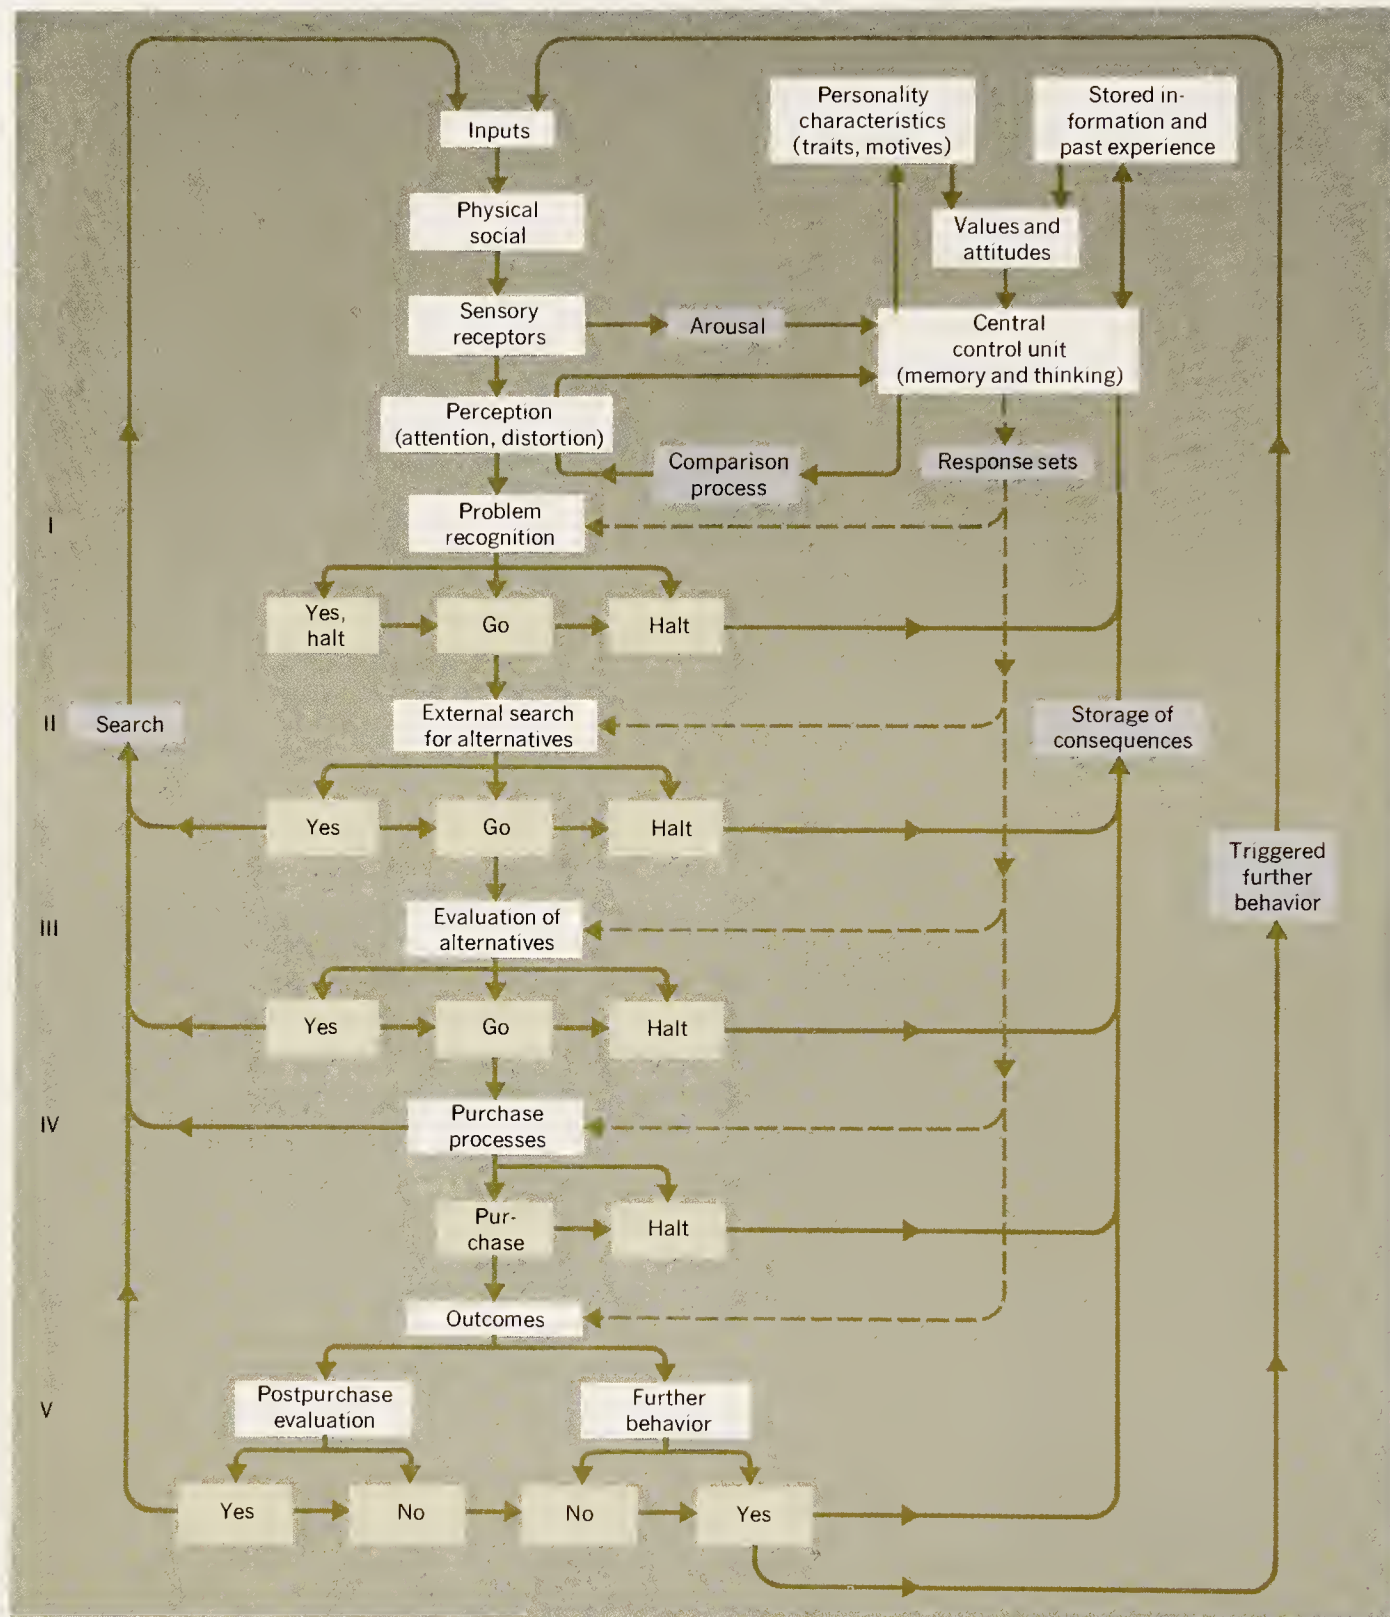 Inputs
Physical
social
Sensory
receptors
Arousal
Personality
characteristics
(traits, motives)
Stored in-
formation and
past experience
Values and
attitudes
Central
control unit
(memory and thinking)
Perception
(attention, distortion)
Comparison
process
Response sets
I
Problem
recognition
Yes,
halt
Go
Halt
II
Search
External search
for alternatives
Storage of
consequences
Yes
Go
Halt
Triggered
further
behavior
III
Evaluation of
alternatives
Yes
Go
Halt
IV
Purchase
processes
Pur-
chase
Halt
Outcomes
V
Postpurchase
evaluation
Further
behavior
Yes
No
No
Yes